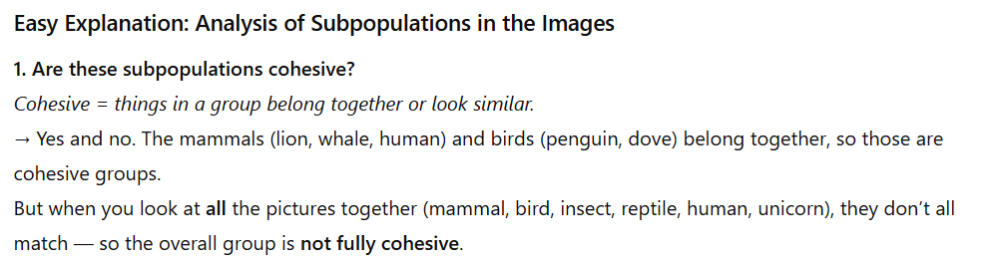 Easy Explanation: Analysis of Subpopulations in the Images
1. Are these subpopulations cohesive?
Cohesive = things in a group belong together or look similar.
→ Yes and no. The mammals (lion, whale, human) and birds (penguin, dove) belong together, so those are
cohesive groups.
But when you look at all the pictures together (mammal, bird, insect, reptile, human, unicorn), they don’t all
match — so the overall group is not fully cohesive.